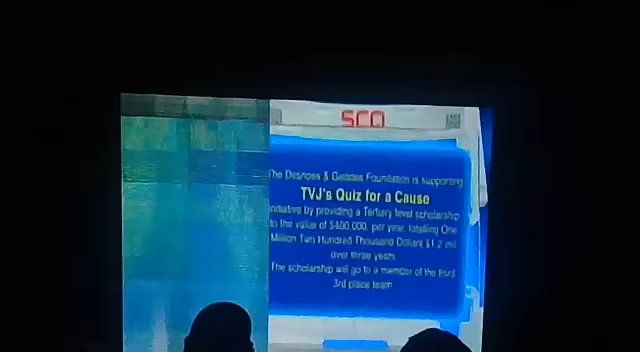 SCQ
The Desnoes & Geddes Foundation is supporting
TVJ's Quiz for a Cause
initiative by providing a Tertiary level scholarship
to the value of $400,000, per year, totalling One
Million Two Hundred Thousand Dollars $1.2 mil
over three years
The scholarship will go to a member of the third
3rd place team